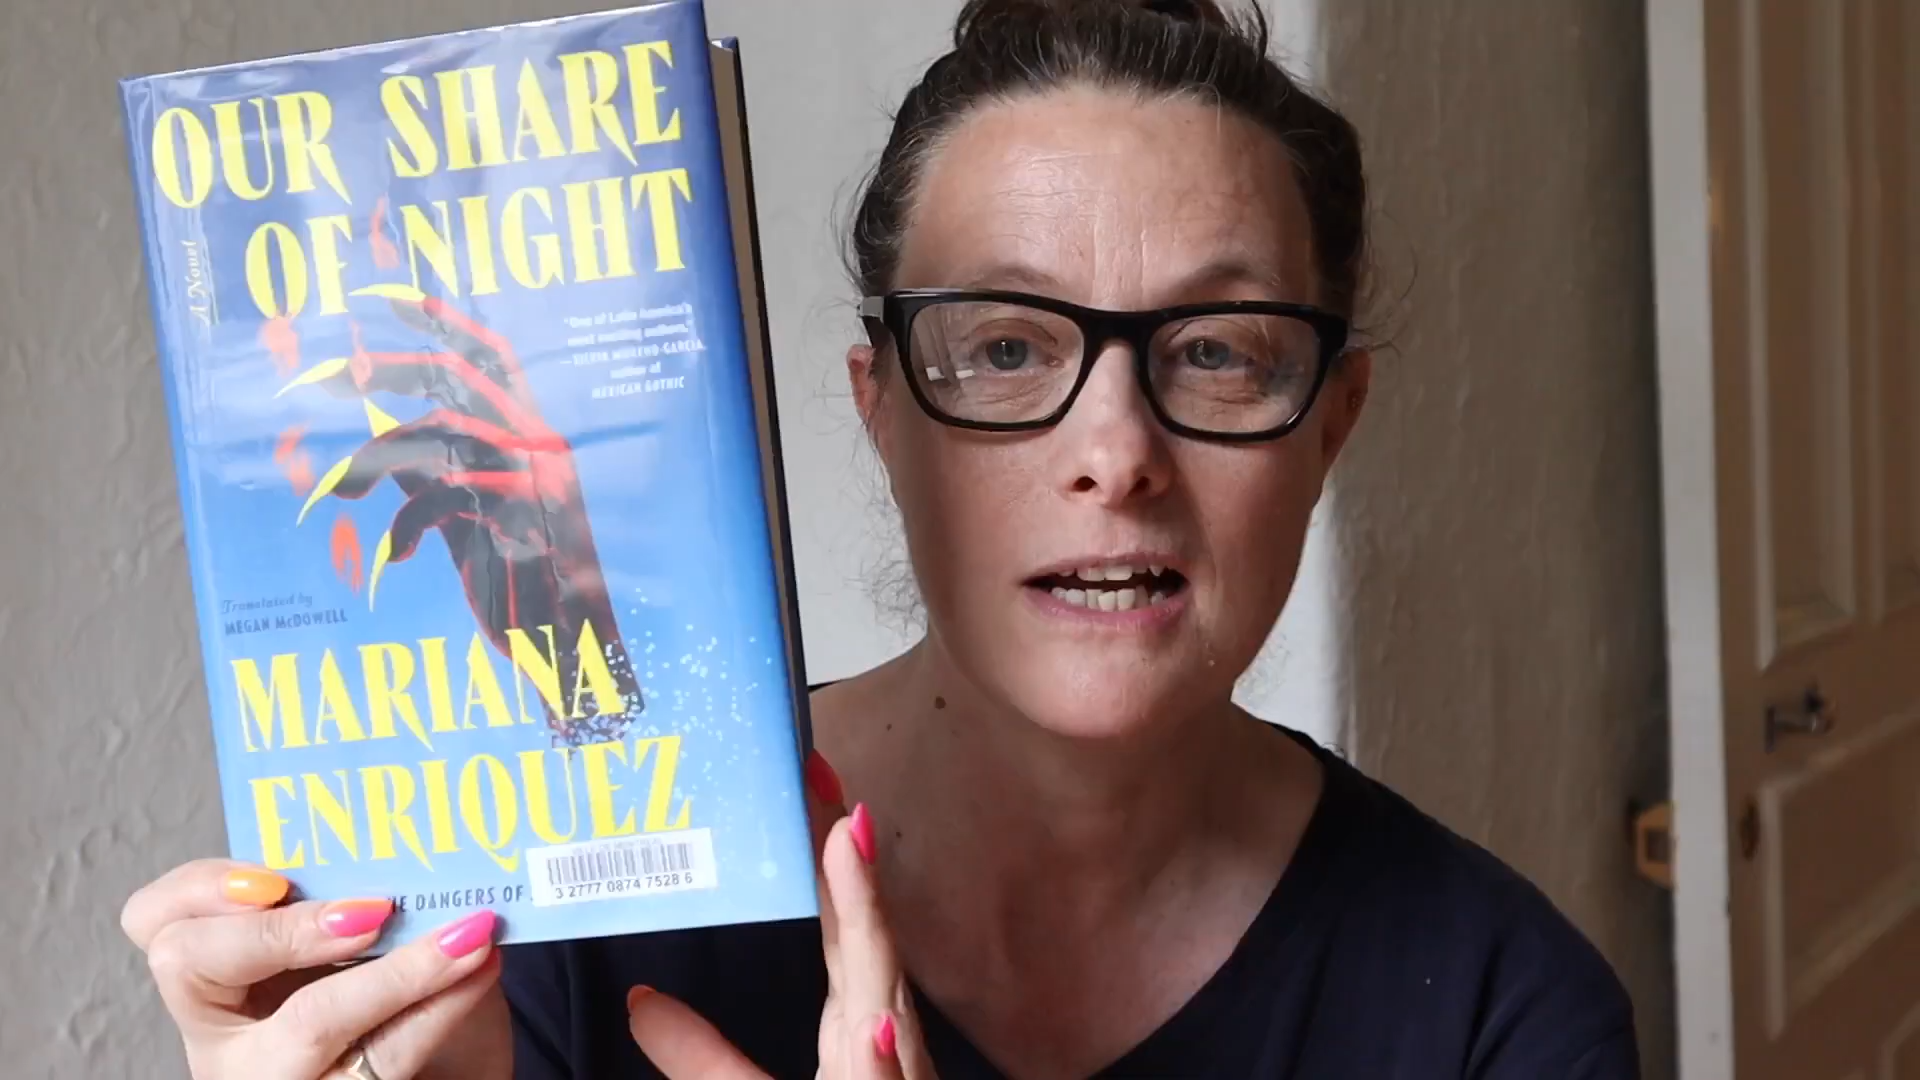 OUR SHARE
OF NIGHT
A Novel
"One of Latin America's
most exciting authors."
—SILVIA MORENO-GARCIA,
author of
MEXICAN GOTHIC
Translated by
MEGAN McDOWELL
MARIANA
ENRIQUEZ
DANGERS OF
3 2777 0874 7528 6